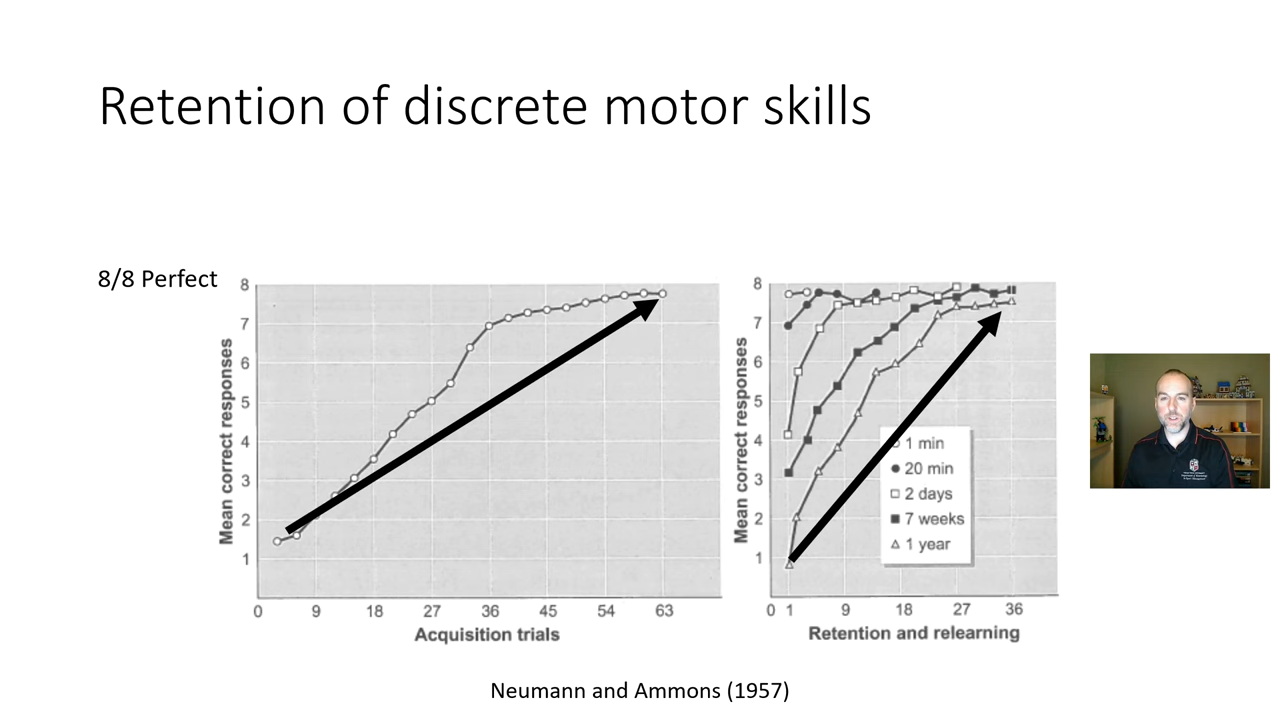 Retention of discrete motor skills
8/8 Perfect
8
7
6
5
4
3
2
1
Mean correct responses
0 9 18 27 36 45 54 63
Acquisition trials
8
7
6
5
4
3
2
1
Mean correct responses
1 min
20 min
2 days
7 weeks
1 year
0 1 9 18 27 36
Retention and relearning
Neumann and Ammons (1957)